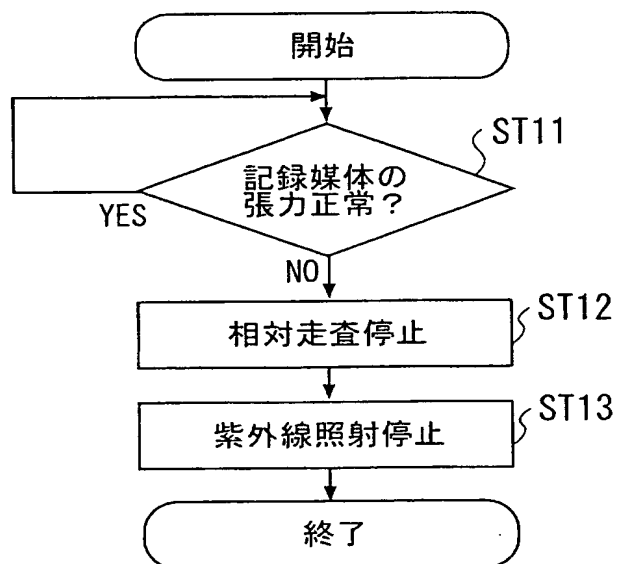 開始
ST11
記録媒体の
張力正常？
YES
NO
ST12
相対走査停止
ST13
紫外線照射停止
終了